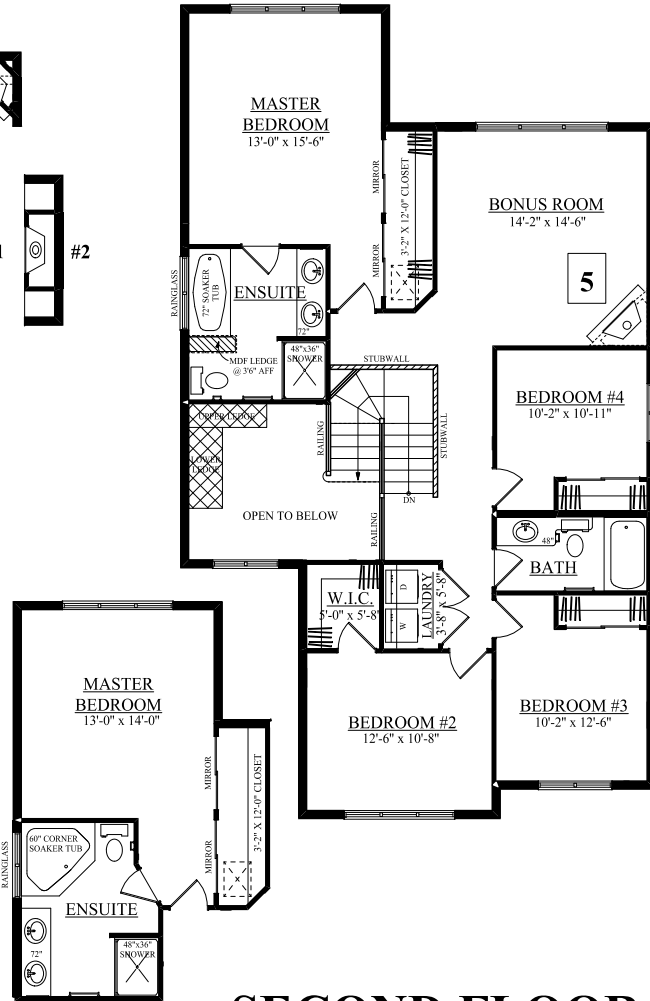 MASTER
BEDROOM
13'-0" x 15'-6"
MIRROR
MIRROR
3'-2" X 12'-0" CLOSET
BONUS ROOM
14'-2" x 14'-6"
5
#2
RAINGLASS
72" SOAKER
TUB
ENSUITE
72"
MDF LEDGE
@ 3'6" AFF
48"x36"
SHOWER
STUBWALL
STUBWALL
UPPER LEDGE
LOWER
LEDGE
RAILING
RAILING
DN
OPEN TO BELOW
BEDROOM #4
10'-2" x 10'-11"
48"
BATH
W.I.C.
5'-0" x 5'-8"
D
W
LAUNDRY
3'-8" x 5'-8"
BEDROOM #2
12'-6" x 10'-8"
BEDROOM #3
10'-2" x 12'-6"
MASTER
BEDROOM
13'-0" x 14'-0"
MIRROR
MIRROR
3'-2" X 12'-0" CLOSET
RAINGLASS
60" CORNER
SOAKER TUB
ENSUITE
72"
48"x36"
SHOWER
SECOND FLOOR